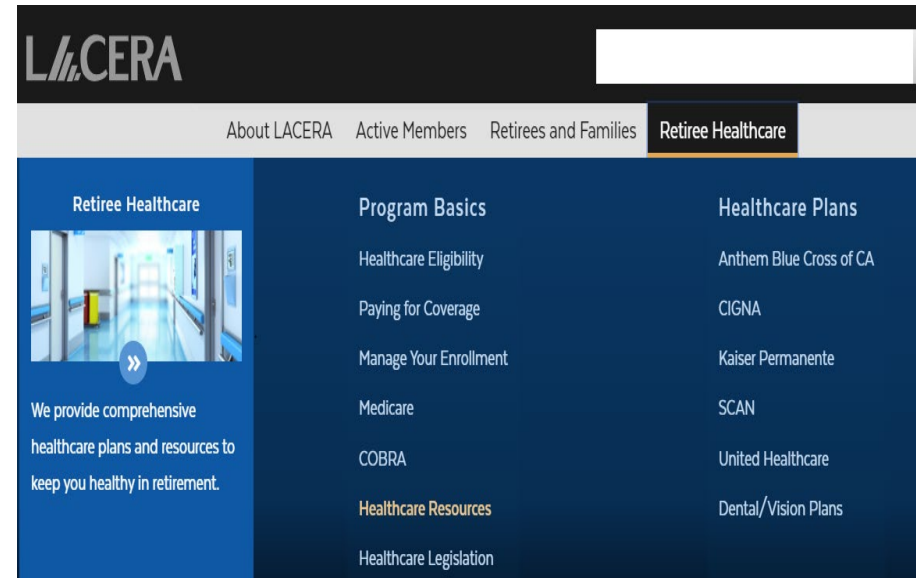 LACERA
About LACERA Active Members Retirees and Families Retiree Healthcare
Retiree Healthcare
»
We provide comprehensive
healthcare plans and resources to
keep you healthy in retirement.
Program Basics
Healthcare Eligibility
Paying for Coverage
Manage Your Enrollment
Medicare
COBRA
Healthcare Resources
Healthcare Legislation
Healthcare Plans
Anthem Blue Cross of CA
CIGNA
Kaiser Permanente
SCAN
United Healthcare
Dental/Vision Plans